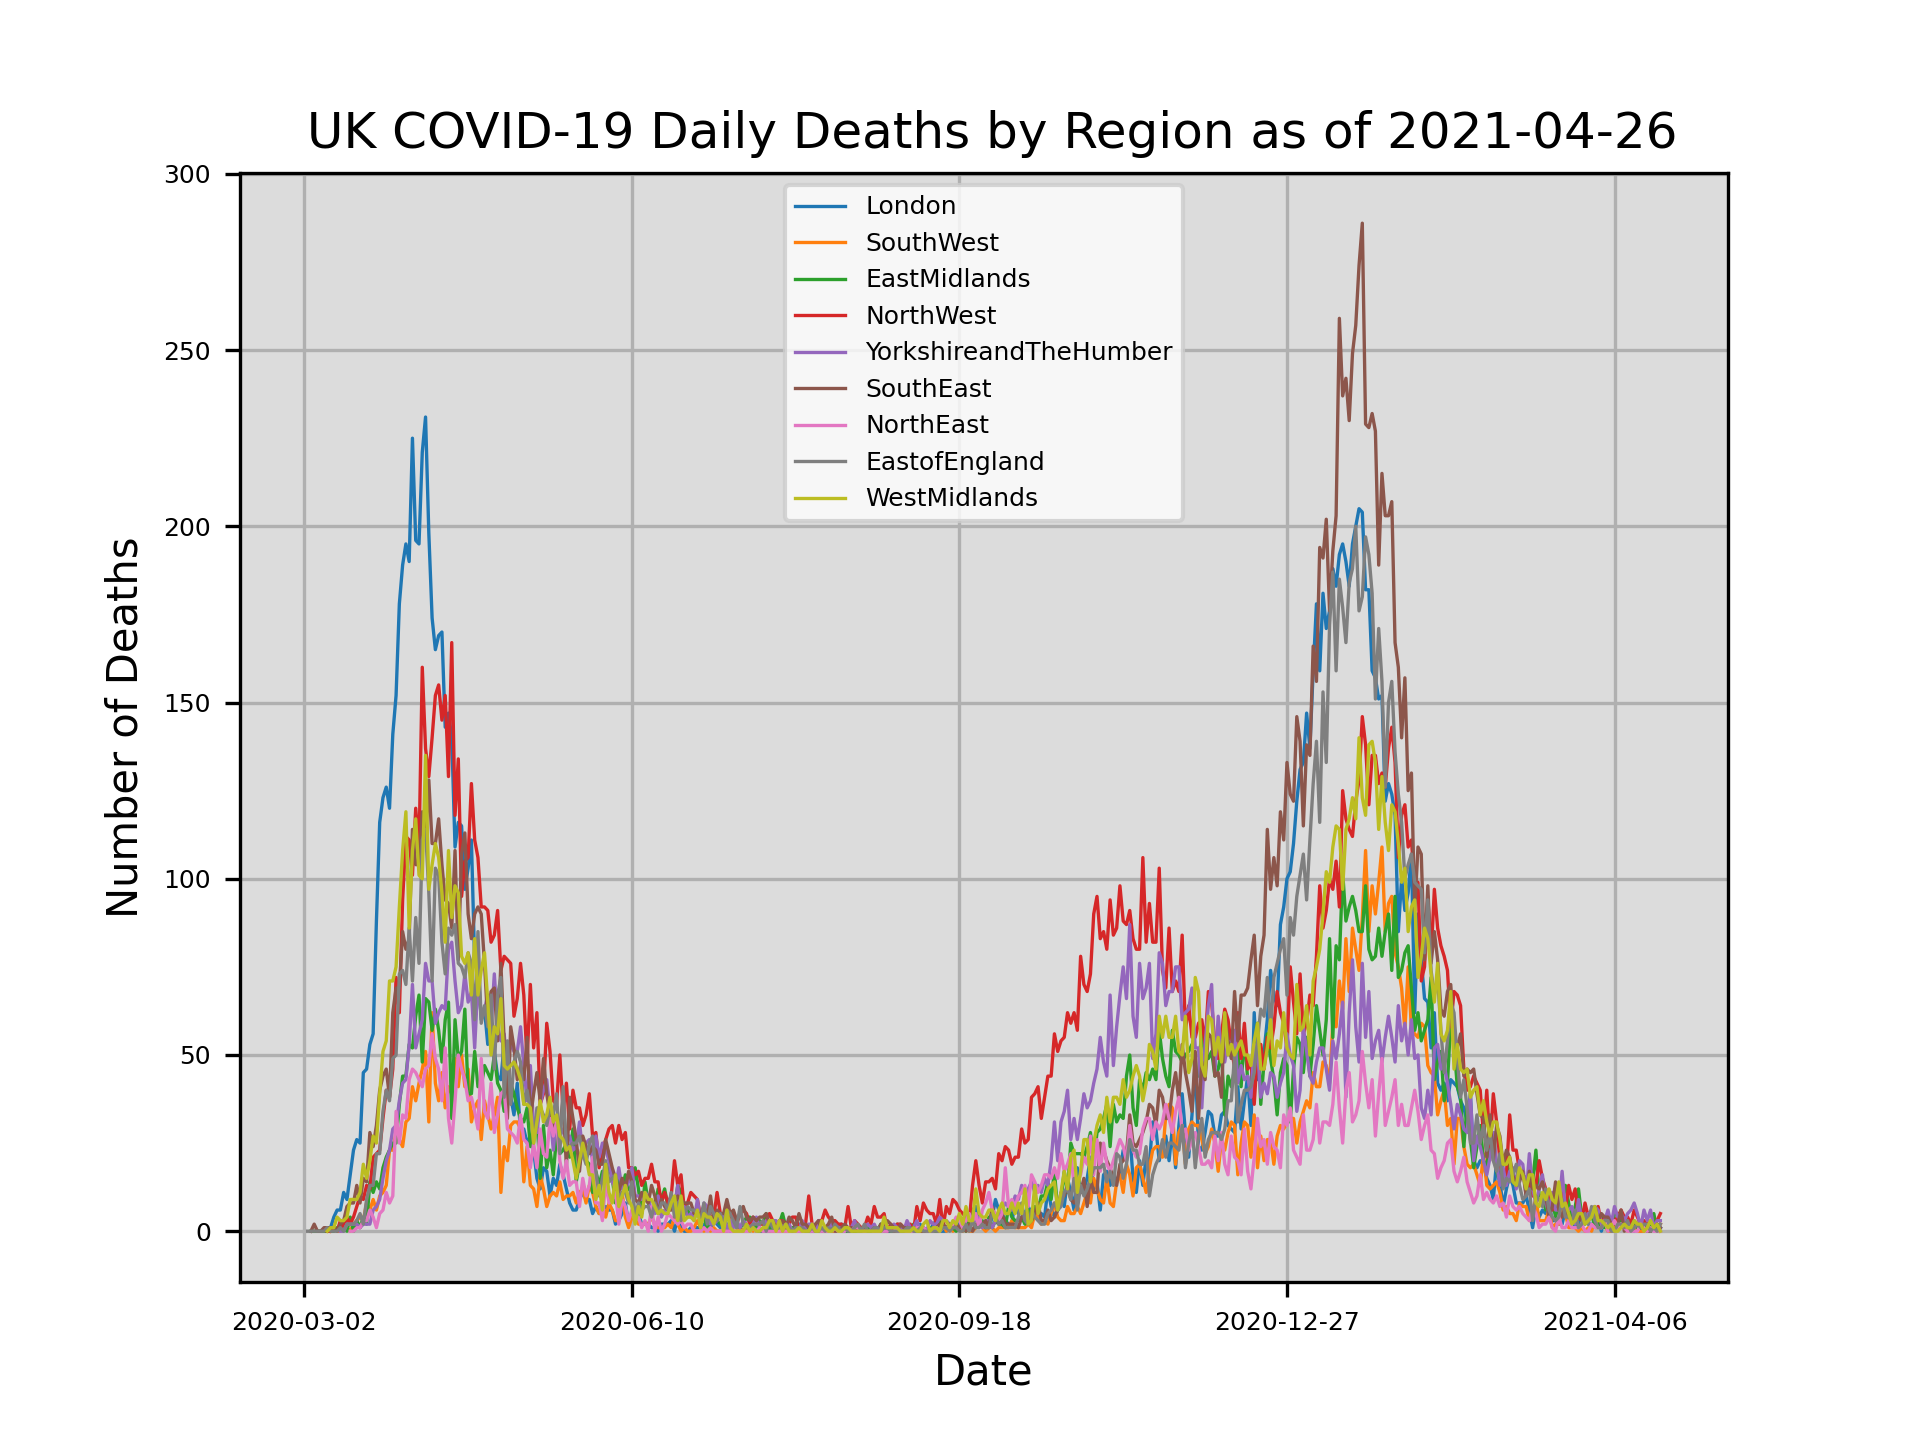 UK COVID-19 Daily Deaths by Region as of 2021-04-26
300
250
200
150
100
50
0
Number of Deaths
London
SouthWest
EastMidlands
NorthWest
YorkshireandTheHumber
SouthEast
NorthEast
EastofEngland
WestMidlands
2020-03-02
2020-06-10
2020-09-18
2020-12-27
2021-04-06
Date